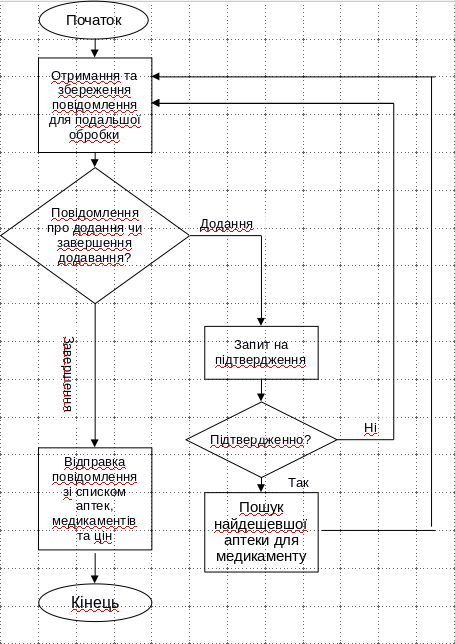 Початок
Отримання та
збереження
повідомлення
для подальшої
обробки
Повідомлення
про додання чи
завершення
додавання?
Додання
Завершення
Запит на
підтвердження
Підтвердженно?
Ні
Так
Відправка
повідомлення
зі списком
аптек,
медикаментів
та цін
Пошук
найдешевшої
аптеки для
медикаменту
Кінець